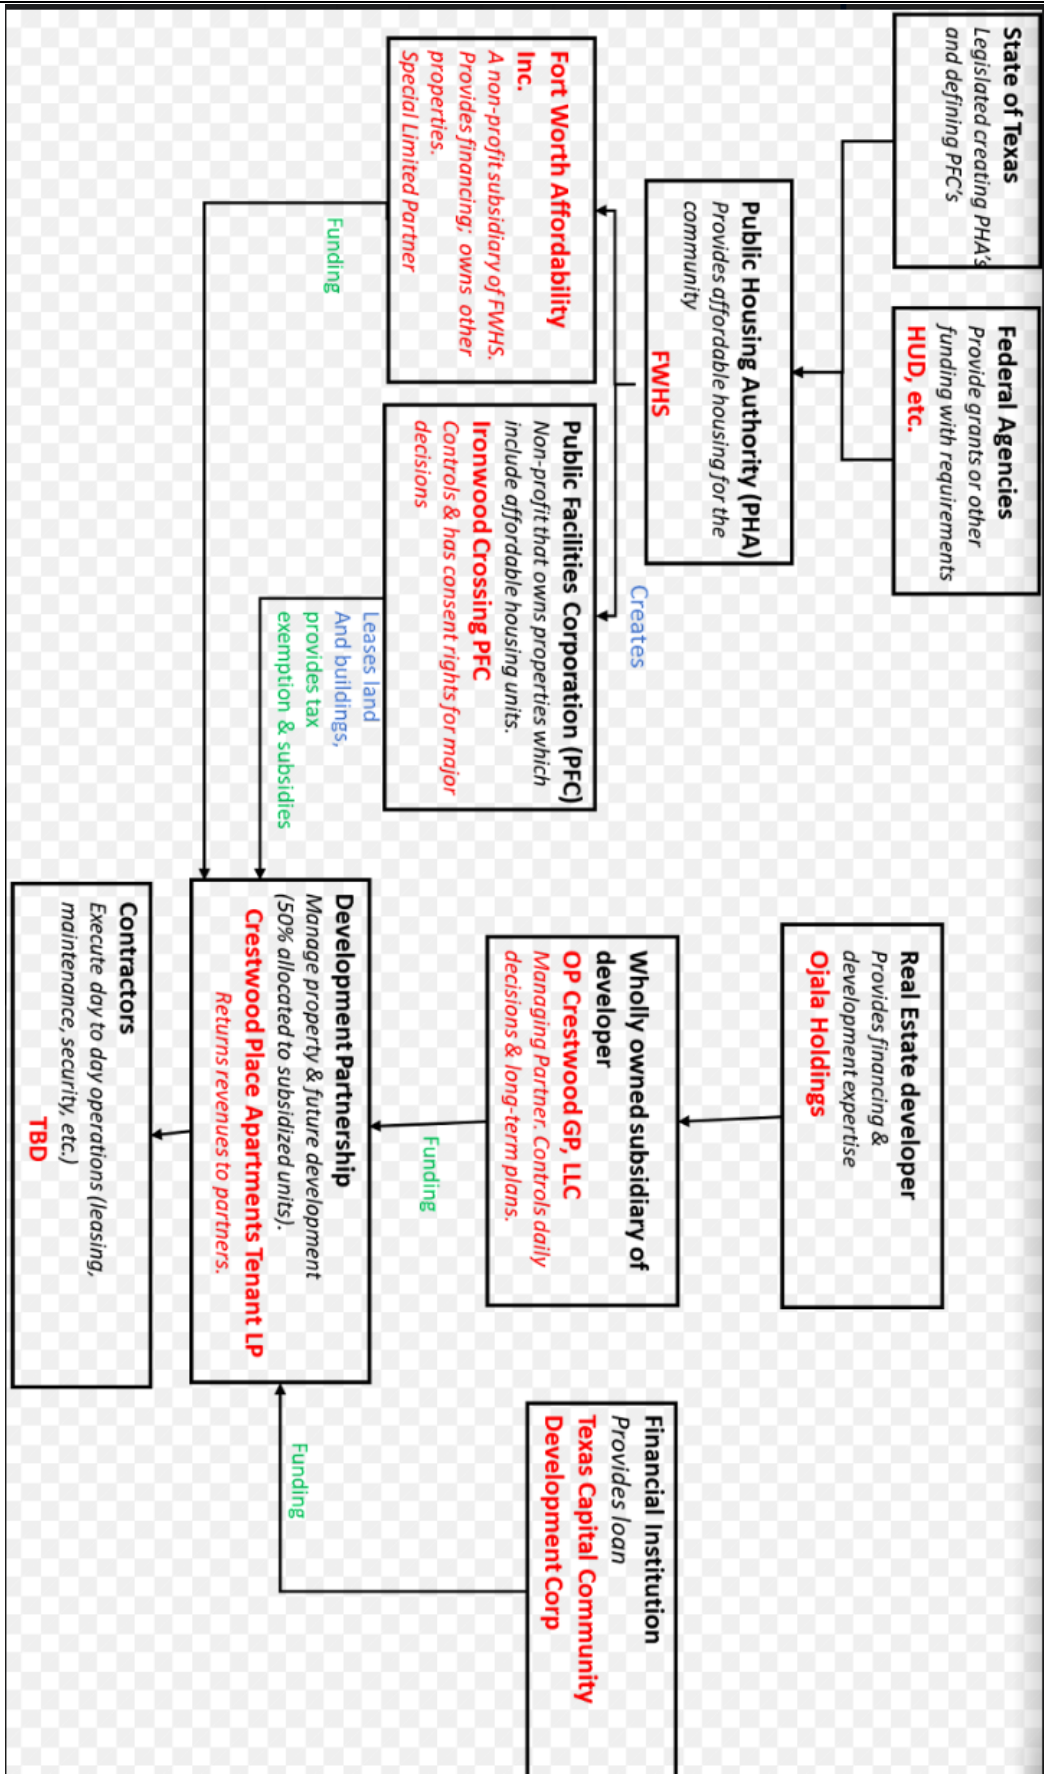 State of Texas
Legislated creating PHA's
and defining PFC's
Federal Agencies
Provide grants or other
funding with requirements
HUD, etc.
Public Housing Authority (PHA)
Provides affordable housing for the
community
FWHS
Creates
Fort Worth Affordability
Inc.
A non-profit subsidiary of FWHS.
Provides financing; owns other
properties.
Special Limited Partner
Funding
Public Facilities Corporation (PFC)
Non-profit that owns properties which
include affordable housing units.
Ironwood Crossing PFC
Controls & has consent rights for major
decisions
Leases land
And buildings,
provides tax
exemption & subsidies
Real Estate developer
Provides financing &
development expertise
Ojala Holdings
Wholly owned subsidiary of
developer
OP Crestwood GP, LLC
Managing Partner. Controls daily
decisions & long-term plans.
Funding
Financial Institution
Provides loan
Texas Capital Community
Development Corp
Funding
Development Partnership
Manage property & future development
(50% allocated to subsidized units).
Crestwood Place Apartments Tenant LP
Returns revenues to partners.
Contractors
Execute day to day operations (leasing,
maintenance, security, etc.)
TBD